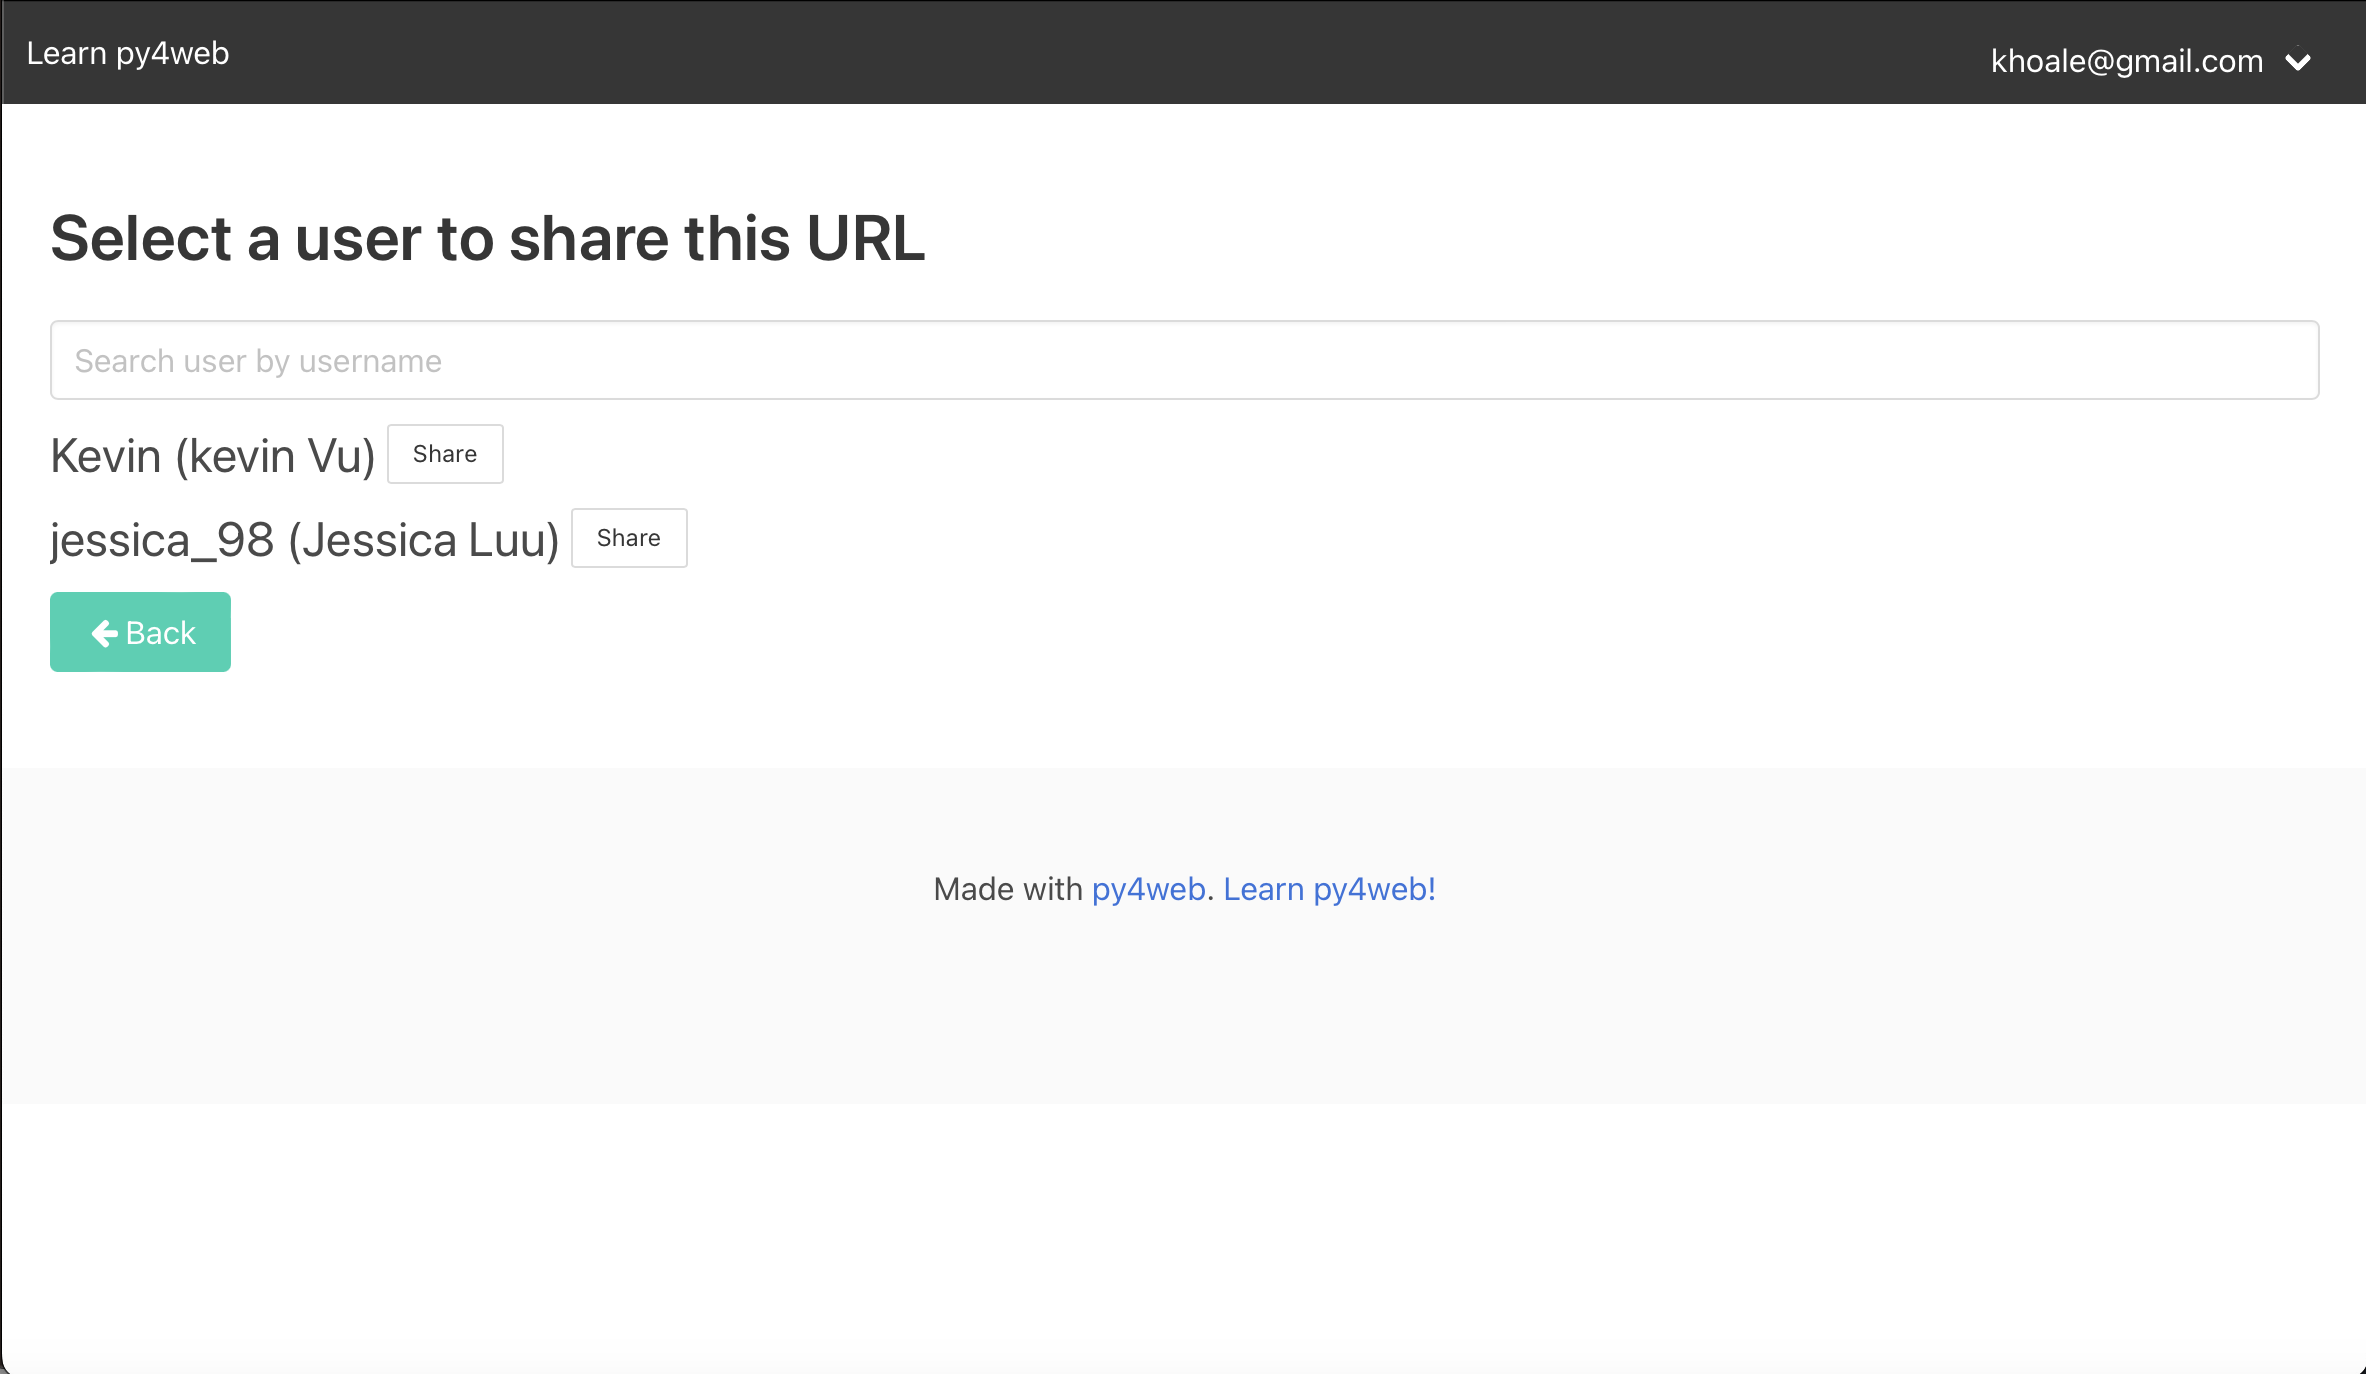 Learn py4web
khoale@gmail.com
Select a user to share this URL
Search user by username
Kevin (kevin Vu) Share
jessica_98 (Jessica Luu) Share
Back
Made with py4web. Learn py4web!